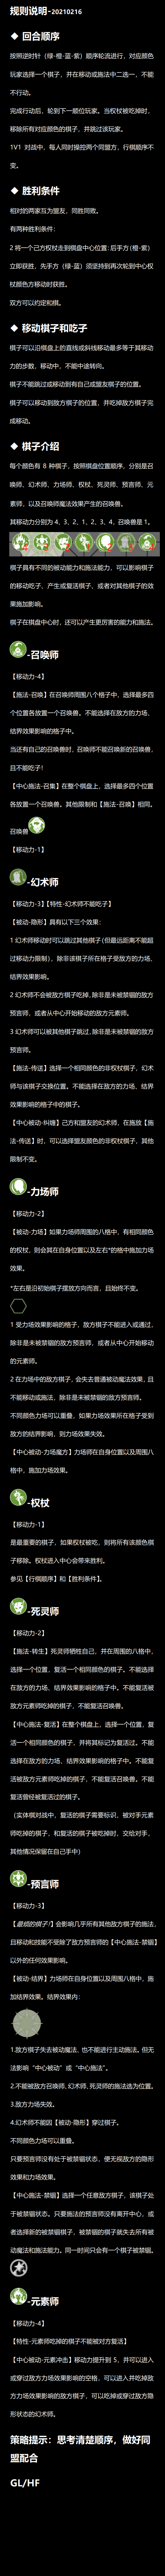 规则说明-20210216
◆ 回合顺序
按照逆时针（绿-橙-蓝-紫）顺序轮流进行，对应颜色
玩家选择一个棋子，并在移动或施法中二选一，不能
不行动。
完成行动后，轮到下一顺位玩家。当权杖被吃掉时，
移除所有对应颜色的棋子，并跳过该玩家。
1V1 对战中，每人同时操控两个同盟方，行棋顺序不
变。
◆ 胜利条件
相对的两家互为盟友，同胜同败。
有两种胜利条件：
2 将一个己方权杖走到棋盘中心位置: 后手方（橙-紫）
立即获胜，先手方（绿-蓝）须坚持到再次轮到中心权
杖颜色方移动时获胜。
双方可以约定和棋。
◆ 移动棋子和吃子
棋子可以沿棋盘上的直线或斜线移动最多等于其移动
力的步数，移动中，不能中途转向。
棋子不能跳过或移动到有自己或盟友棋子的位置。
棋子可以移动到敌方棋子的位置，并吃掉敌方棋子完
成移动。
◆ 棋子介绍
每个颜色有 8 种棋子，按照棋盘位置顺序，分别是召
唤师，幻术师，力场师，权杖，死灵师，预言师，元
素师，以及召唤师魔法效果产生的召唤兽。
其移动力分别为 4，3，2，1，2，3，4，召唤兽是 1。
棋子具有不同的被动能力和施法能力，可以影响棋子
的移动吃子，产生或复活棋子，或者对其他棋子的效
果施加影响。
棋子在棋盘中心时，还可以产生更厉害的能力和施法。
-召唤师
【移动力-4】
【施法-召唤】在召唤师周围八个格子中，选择最多四
个位置各放置一个召唤兽。不能选择在敌方的力场、
结界效果影响的格子中。
当还有自己的召唤兽时，召唤师不能召唤新的召唤兽，
且不能吃子！
【中心施法-召集】在整个棋盘上，选择最多四个位置
各放置一个召唤兽。其他限制和【施法-召唤】相同。
召唤兽
【移动力-1】
-幻术师
【移动力-3】【特性-幻术师不能吃子】
【被动-隐形】具有以下三个效果：
1 幻术师移动时可以跳过其他棋子（但最远距离不能超
过移动力限制），除非该棋子所在格子受敌方的力场、
结界效果影响。
2 幻术师不会被敌方棋子吃掉，除非是未被禁锢的敌方
预言师，或者从中心开始移动的敌方元素师。
3 幻术师可以被其他棋子跳过，除非是未被禁锢的敌方
预言师。
【施法-传送】选择一个相同颜色的非权杖棋子，幻术
师与该棋子交换位置。不能选择在敌方的力场、结界
效果影响的格子中的棋子。
【中心被动-纠缠】己方和盟友的幻术师，在施放【施
法-传送】时，可以选择盟友颜色的非权杖棋子，其他
限制不变。
-力场师
【移动力-2】
【被动-力场】如果力场师周围的八格中，有相同颜色
的权杖，则会其在自身位置以及左右*的格中施加力场
效果。
*左右是沿初始棋子摆放方向而言，且始终不变。
1 受力场效果影响的格子，敌方棋子不能进入或通过，
除非是未被禁锢的敌方预言师，或者从中心开始移动
的元素师。
2 在力场中的敌方棋子，会失去普通被动魔法效果，且
不能移动或施法，除非是未被禁锢的敌方预言师。
不同颜色力场可以重叠，如果力场效果所在格子受到
敌方的结界影响，则力场效果失效。
【中心被动-力场魔方】力场师在自身位置以及周围八
格中，施加力场效果。
-权杖
【移动力-1】
是最重要的棋子，如果权杖被吃，则将所有该颜色棋
子移除。权杖进入中心会带来胜利。
参见【行棋顺序】和【胜利条件】。
-死灵师
【移动力-2】
【施法-转生】死灵师牺牲自己，并在周围的八格中，
选择一个位置，复活一个相同颜色的棋子。不能选择
在敌方的力场、结界效果影响的格子中。不能复活被
敌方元素师吃掉的棋子，不能复活召唤兽。
【中心施法-复活】在整个棋盘上，选择一个位置，复
活一个相同颜色的棋子，并将其标记为复活过。不能
选择在敌方的力场、结界效果影响的格子中。不能复
活被敌方元素师吃掉的棋子，不能复活召唤兽。不能
复活曾经被复活过的棋子。
（实体棋对战中，复活的棋子需要标识，被对手元素
师吃掉的棋子，和复活的棋子被吃掉时，交给对手，
其他情况保留在自己手中）
-预言师
【移动力-3】
【最烦的棋子!】会影响几乎所有其他敌方棋子的施法，
且移动和技能不受除了敌方预言师的【中心施法-禁锢】
以外的任何效果影响。
【被动-结界】力场师在自身位置以及周围八格中，施
加结界效果。结界效果内：
1.敌方棋子失去被动魔法，也不能进行主动施法。但无
法影响“中心被动”或“中心施法”。
2.不能被敌方召唤师，幻术师，死灵师的施法选为位置。
3.敌方力场失效。
4.幻术师不能因【被动-隐形】穿过棋子。
不同颜色力场可以重叠。
只要预言师没有处于被禁锢状态，便无视敌方的隐形
效果和力场效果。
【中心施法-禁锢】选择一个任意敌方棋子，该棋子处
于被禁锢状态。只要施法的预言师没有离开中心，或
者选择新的被禁锢棋子，被禁锢的棋子就失去所有被
动魔法和施法能力。同一时间只会有一个棋子被禁锢。
-元素师
【移动力-4】
【特性-元素师吃掉的棋子不能被对方复活】
【中心被动-元素冲击】移动力提升到 5，并可以进入
或穿过敌方力场效果影响的空格，可以进入并吃掉敌
方力场效果影响的敌方棋子，可以吃掉或穿过敌方隐
形状态的幻术师。
策略提示：思考清楚顺序，做好同
盟配合
GL/HF